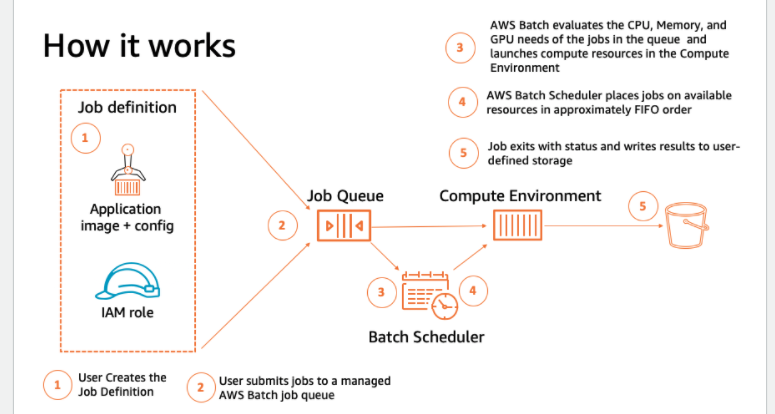 How it works
3
AWS Batch evaluates the CPU, Memory, and
GPU needs of the jobs in the queue and
launches compute resources in the Compute
Environment
4
AWS Batch Scheduler places jobs on available
resources in approximately FIFO order
5
Job exits with status and writes results to user-
defined storage
Job definition
1
Application
image + config
IAM role
2
Job Queue
Compute Environment
5
3
4
Batch Scheduler
1
User Creates the
Job Definition
2
User submits jobs to a managed
AWS Batch job queue